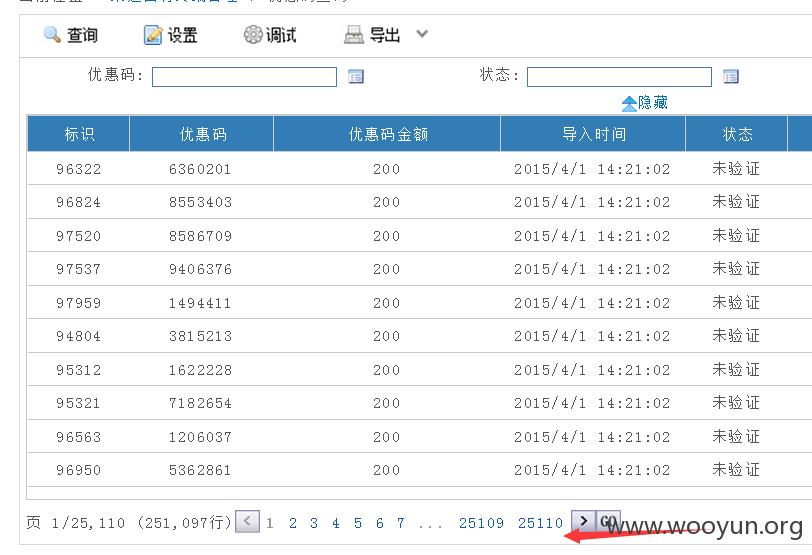 查询 设置 调试 导出
优惠码: 状态:
隐藏
标识 优惠码 优惠码金额 导入时间 状态
96322 6360201 200 2015/4/1 14:21:02 未验证
96824 8553403 200 2015/4/1 14:21:02 未验证
97520 8586709 200 2015/4/1 14:21:02 未验证
97537 9406376 200 2015/4/1 14:21:02 未验证
97959 1494411 200 2015/4/1 14:21:02 未验证
94804 3815213 200 2015/4/1 14:21:02 未验证
95312 1622228 200 2015/4/1 14:21:02 未验证
95321 7182654 200 2015/4/1 14:21:02 未验证
96563 1206037 200 2015/4/1 14:21:02 未验证
96950 5362861 200 2015/4/1 14:21:02 未验证
页 1/25,110 (251,097行) < 1 2 3 4 5 6 7 ... 25109 25110 > GO
www.wooyun.org